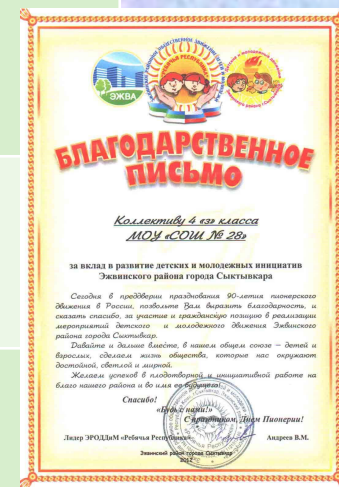 ЭЖВА
РЕБЯЧЬЯ РЕСПУБЛИКА
БЛАГОДАРСТВЕННОЕ
ПИСЬМО
Коллективу 4 «э» класса
МОУ «СОШ № 28»
за вклад в развитие детских и молодежных инициатив
Эжвинского района города Сыктывкара
Сегодня в преддверии празднования 90-летия пионерского
движения в России, позвольте Вам выразить благодарность, и
сказать спасибо, за участие и гражданскую позицию в реализации
мероприятий детского и молодежного движения Эжвинского
района города Сыктывкар.
Давайте и дальше вместе, в нашем общем союзе – детей и
взрослых, сделаем жизнь общества, которые нас окружают
достойной, светлой и мирной.
Желаем успехов в плодотворной и инициативной работе на
благо нашего района и во имя ее будущего!
Спасибо!
«Будь с нами!»
С праздником, Днем Пионерии!
Лидер ЭРОДДиМ «Ребячья Республика» Андреев В.М.
Эжвинский район города Сыктывкар
2012